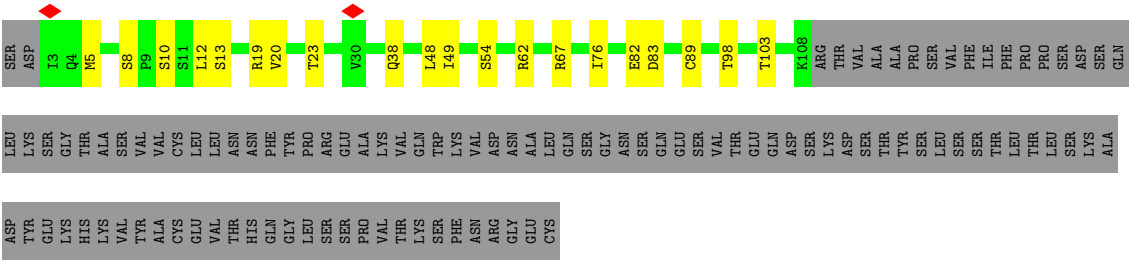 SER ASP I3 Q4 M5 S8 P9 S10 S11 L12 S13 R19 V20 T23 V30 Q38 L48 I49 S54 R62 R67 I76 E82 D83 C89 T98 T103 K108 ARG THR VAL ALA ALA PRO SER VAL PHE ILE PHE PRO PRO SER ASP SER GLN
LEU LYS SER GLY THR ALA SER VAL VAL CYS LEU LEU ASN ASN PHE TYR PRO ARG GLU ALA LYS VAL GLN TRP LYS VAL ASP ASN ALA LEU GLN SER GLY ASN SER GLN GLU SER VAL THR GLU GLN ASP SER LYS ASP SER THR TYR SER LEU SER SER THR LEU THR LEU SER LYS ALA
ASP TYR GLU LYS HIS LYS VAL TYR ALA CYS GLU VAL THR HIS GLN GLY LEU SER SER PRO VAL THR LYS SER PHE ASN ARG GLY GLU CYS